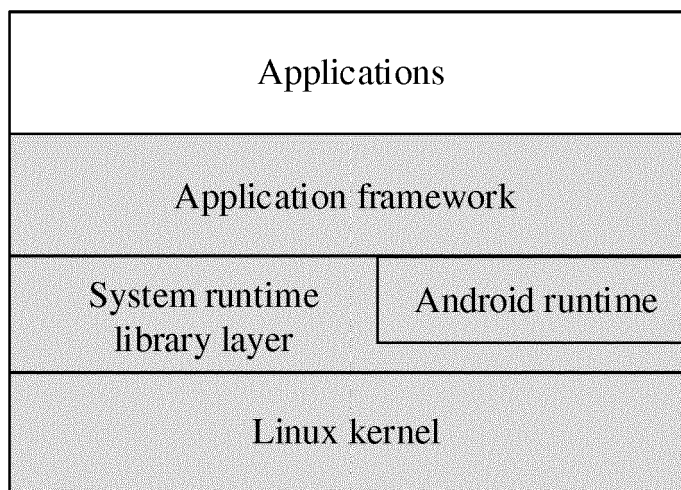 Applications
Application framework
System runtime
library layer
Android runtime
Linux kernel